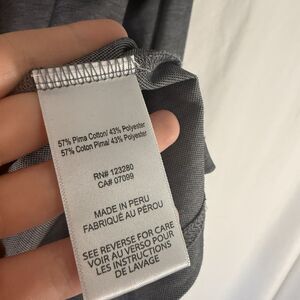 57% Pima Cotton/ 43% Polyester
57% Coton Pima/ 43% Polyester
RN# 123280
CA# 07099
MADE IN PERU
FABRIQUÉ AU PÉROU
SEE REVERSE FOR CARE
VOIR AU VERSO POUR
LES INSTRUCTIONS
DE LAVAGE